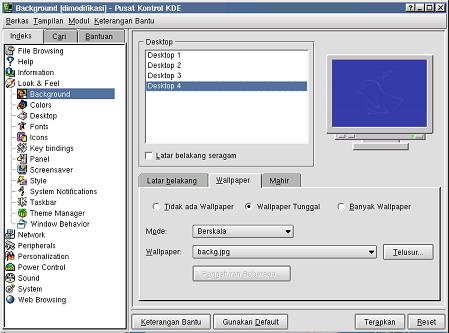 Background [dimodifikasi] - Pusat Kontrol KDE
Berkas Tampilan Modul Keterangan Bantu
Indeks Cari Bantuan
File Browsing
Help
Information
Look & Feel
Background
Colors
Desktop
Fonts
Icons
Key bindings
Panel
Screensaver
Style
System Notifications
Taskbar
Theme Manager
Window Behavior
Network
Peripherals
Personalization
Power Control
Sound
System
Web Browsing
Desktop
Desktop 1
Desktop 2
Desktop 3
Desktop 4
Latar belakang seragam
Latar belakang Wallpaper Mahir
Tidak ada Wallpaper Wallpaper Tunggal Banyak Wallpaper
Mode: Berskala
Wallpaper: backg.jpg Telusur...
Pengaturan Beberapa...
Keterangan Bantu Gunakan Default Terapkan Reset